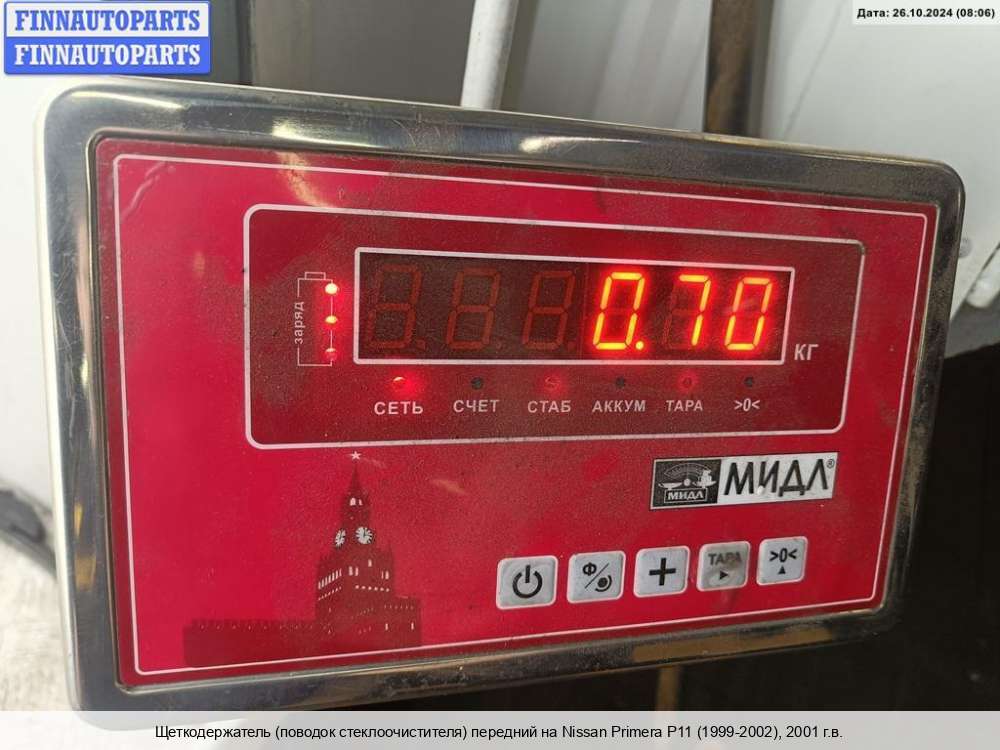 FINNAUTOPARTS
FINNAUTOPARTS
Дата: 26.10.2024 (08:06)
заряд
0.70
КГ
СЕТЬ СЧЕТ СТАБ АККУМ ТАРА >0<
МИДЛ МИДЛ®
Ф ТАРА >0<
Щеткодержатель (поводок стеклоочистителя) передний на Nissan Primera P11 (1999-2002), 2001 г.в.